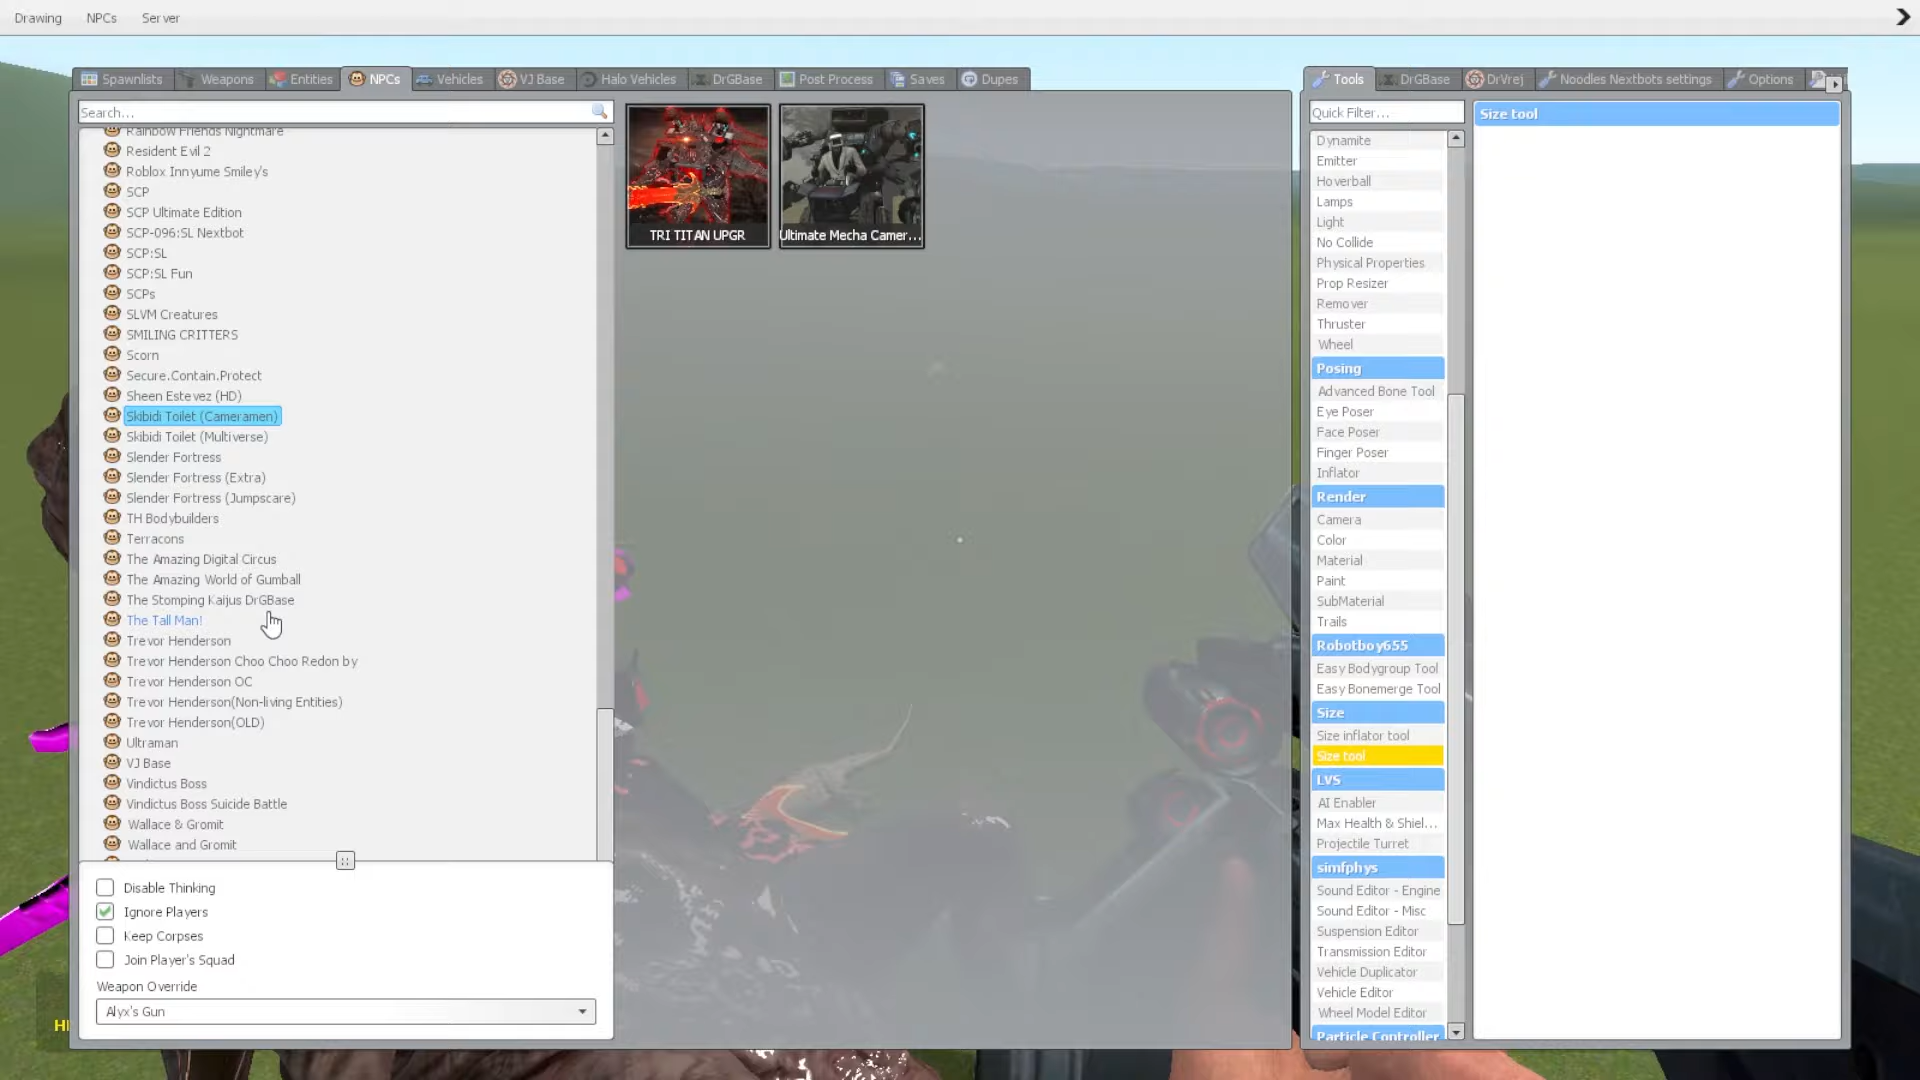 Drawing NPCs Server
Spawnlists Weapons Entities NPCs Vehicles VJ Base Halo Vehicles DrGBase Post Process Saves Dupes
Search...
Rainbow Friends Nightmare
Resident Evil 2
Roblox Innyume Smiley's
SCP
SCP Ultimate Edition
SCP-096:SL Nextbot
SCP:SL
SCP:SL Fun
SCPs
SLVM Creatures
SMILING CRITTERS
Scorn
Secure.Contain.Protect
Sheen Estevez (HD)
Skibidi Toilet (Cameramen)
Skibidi Toilet (Multiverse)
Slender Fortress
Slender Fortress (Extra)
Slender Fortress (Jumpscare)
TH Bodybuilders
Terracons
The Amazing Digital Circus
The Amazing World of Gumball
The Stomping Kaijus DrGBase
The Tall Man!
Trevor Henderson
Trevor Henderson Choo Choo Redon by
Trevor Henderson OC
Trevor Henderson(Non-living Entities)
Trevor Henderson(OLD)
Ultraman
VJ Base
Vindictus Boss
Vindictus Boss Suicide Battle
Wallace & Gromit
Wallace and Gromit
Disable Thinking
Ignore Players
Keep Corpses
Join Player's Squad
Weapon Override
Alyx's Gun
TRI TITAN UPGR
Ultimate Mecha Camer...
Tools DrGBase DrVrej Noodles Nextbots settings Options
Quick Filter...
Dynamite
Emitter
Hoverball
Lamps
Light
No Collide
Physical Properties
Prop Resizer
Remover
Thruster
Wheel
Posing
Advanced Bone Tool
Eye Poser
Face Poser
Finger Poser
Inflator
Render
Camera
Color
Material
Paint
SubMaterial
Trails
Robotboy655
Easy Bodygroup Tool
Easy Bonemerge Tool
Size
Size inflator tool
Size tool
LVS
AI Enabler
Max Health & Shiel...
Projectile Turret
simfphys
Sound Editor - Engine
Sound Editor - Misc
Suspension Editor
Transmission Editor
Vehicle Duplicator
Vehicle Editor
Wheel Model Editor
Particle Controller
Size tool